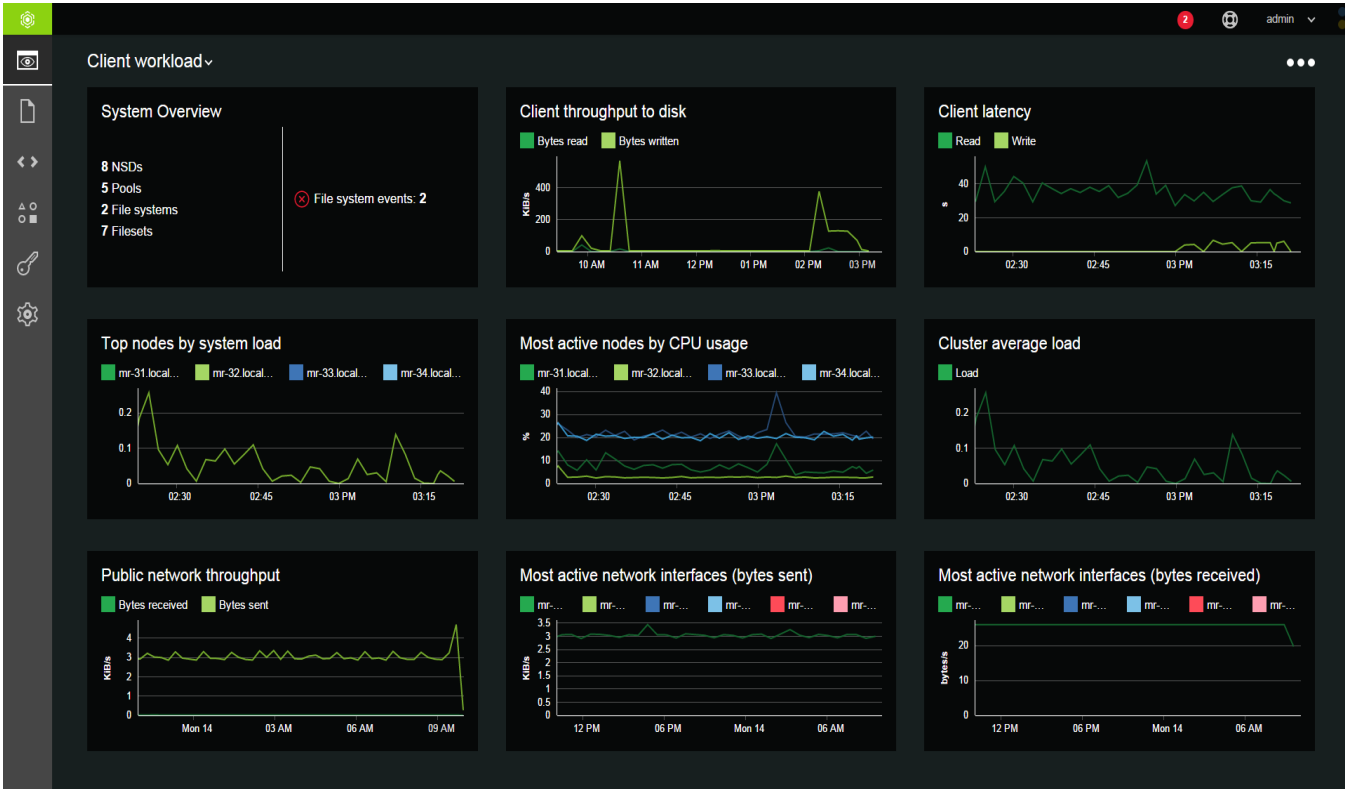 2 admin
Client workload
System Overview
8 NSDs
5 Pools
2 File systems
7 Filesets
File system events: 2
Client throughput to disk
Bytes read Bytes written
KiB/s
400
200
0
10 AM 11 AM 12 PM 01 PM 02 PM 03 PM
Client latency
Read Write
s
40
20
0
02:30 02:45 03 PM 03:15
Top nodes by system load
mr-31.local... mr-32.local... mr-33.local... mr-34.local...
0.2
0.1
0
02:30 02:45 03 PM 03:15
Most active nodes by CPU usage
mr-31.local... mr-32.local... mr-33.local... mr-34.local...
%
40
30
20
10
0
02:30 02:45 03 PM 03:15
Cluster average load
Load
0.2
0.1
0
02:30 02:45 03 PM 03:15
Public network throughput
Bytes received Bytes sent
KiB/s
4
3
2
1
0
Mon 14 03 AM 06 AM 09 AM
Most active network interfaces (bytes sent)
mr-... mr-... mr-... mr-... mr-... mr-...
KiB/s
3.5
3
2.5
2
1.5
1
0.5
0
12 PM 06 PM Mon 14 06 AM
Most active network interfaces (bytes received)
mr-... mr-... mr-... mr-... mr-... mr-...
bytes/s
20
10
0
12 PM 06 PM Mon 14 06 AM